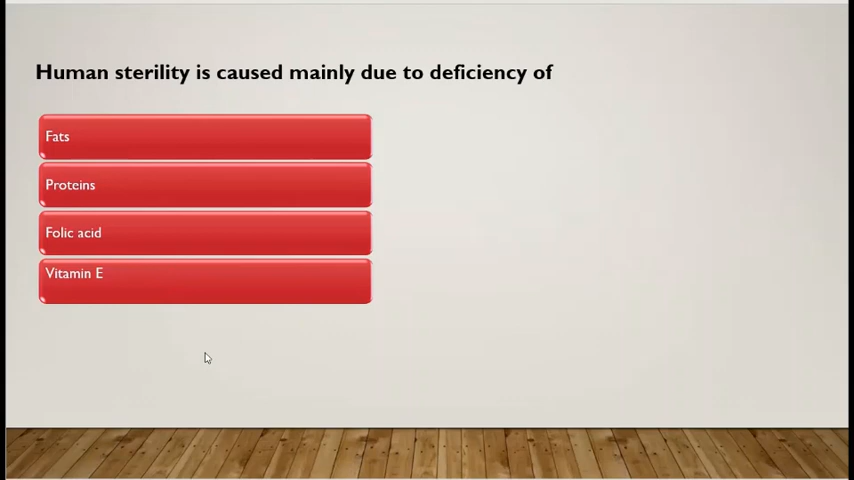 Human sterility is caused mainly due to deficiency of
Fats
Proteins
Folic acid
Vitamin E